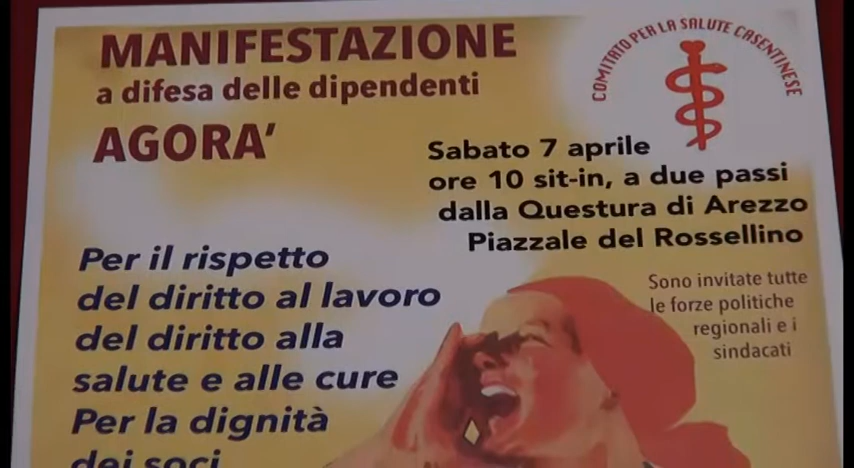 MANIFESTAZIONE
a difesa delle dipendenti
AGORA'
COMITATO PER LA SALUTE CASENTINESE
Sabato 7 aprile
ore 10 sit-in, a due passi
dalla Questura di Arezzo
Piazzale del Rossellino
Per il rispetto
del diritto al lavoro
del diritto alla
salute e alle cure
Per la dignità
dei soci
Sono invitate tutte
le forze politiche
regionali e i
sindacati